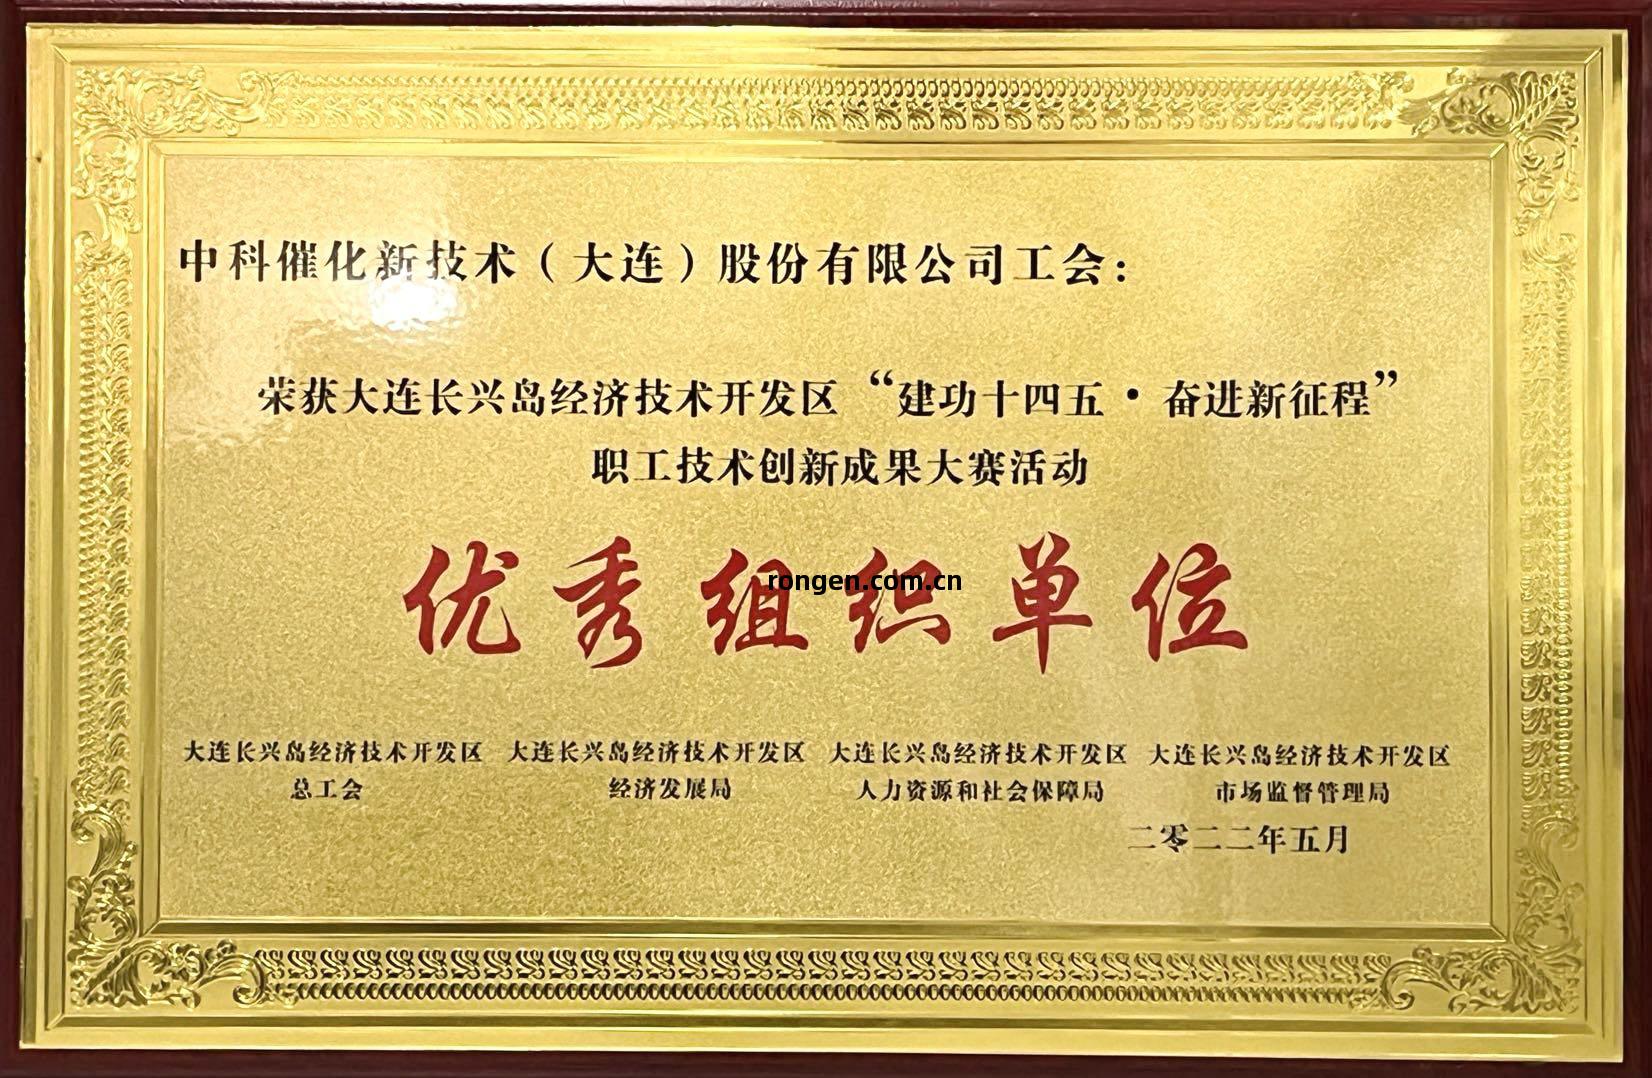 中科催化新技术（大连）股份有限公司工会：
荣获大连长兴岛经济技术开发区“建功十四五·奋进新征程”
职工技术创新成果大赛活动
优秀组织单位
rongen.com.cn
大连长兴岛经济技术开发区 大连长兴岛经济技术开发区 大连长兴岛经济技术开发区 大连长兴岛经济技术开发区
总工会 经济发展局 人力资源和社会保障局 市场监督管理局
二零二二年五月